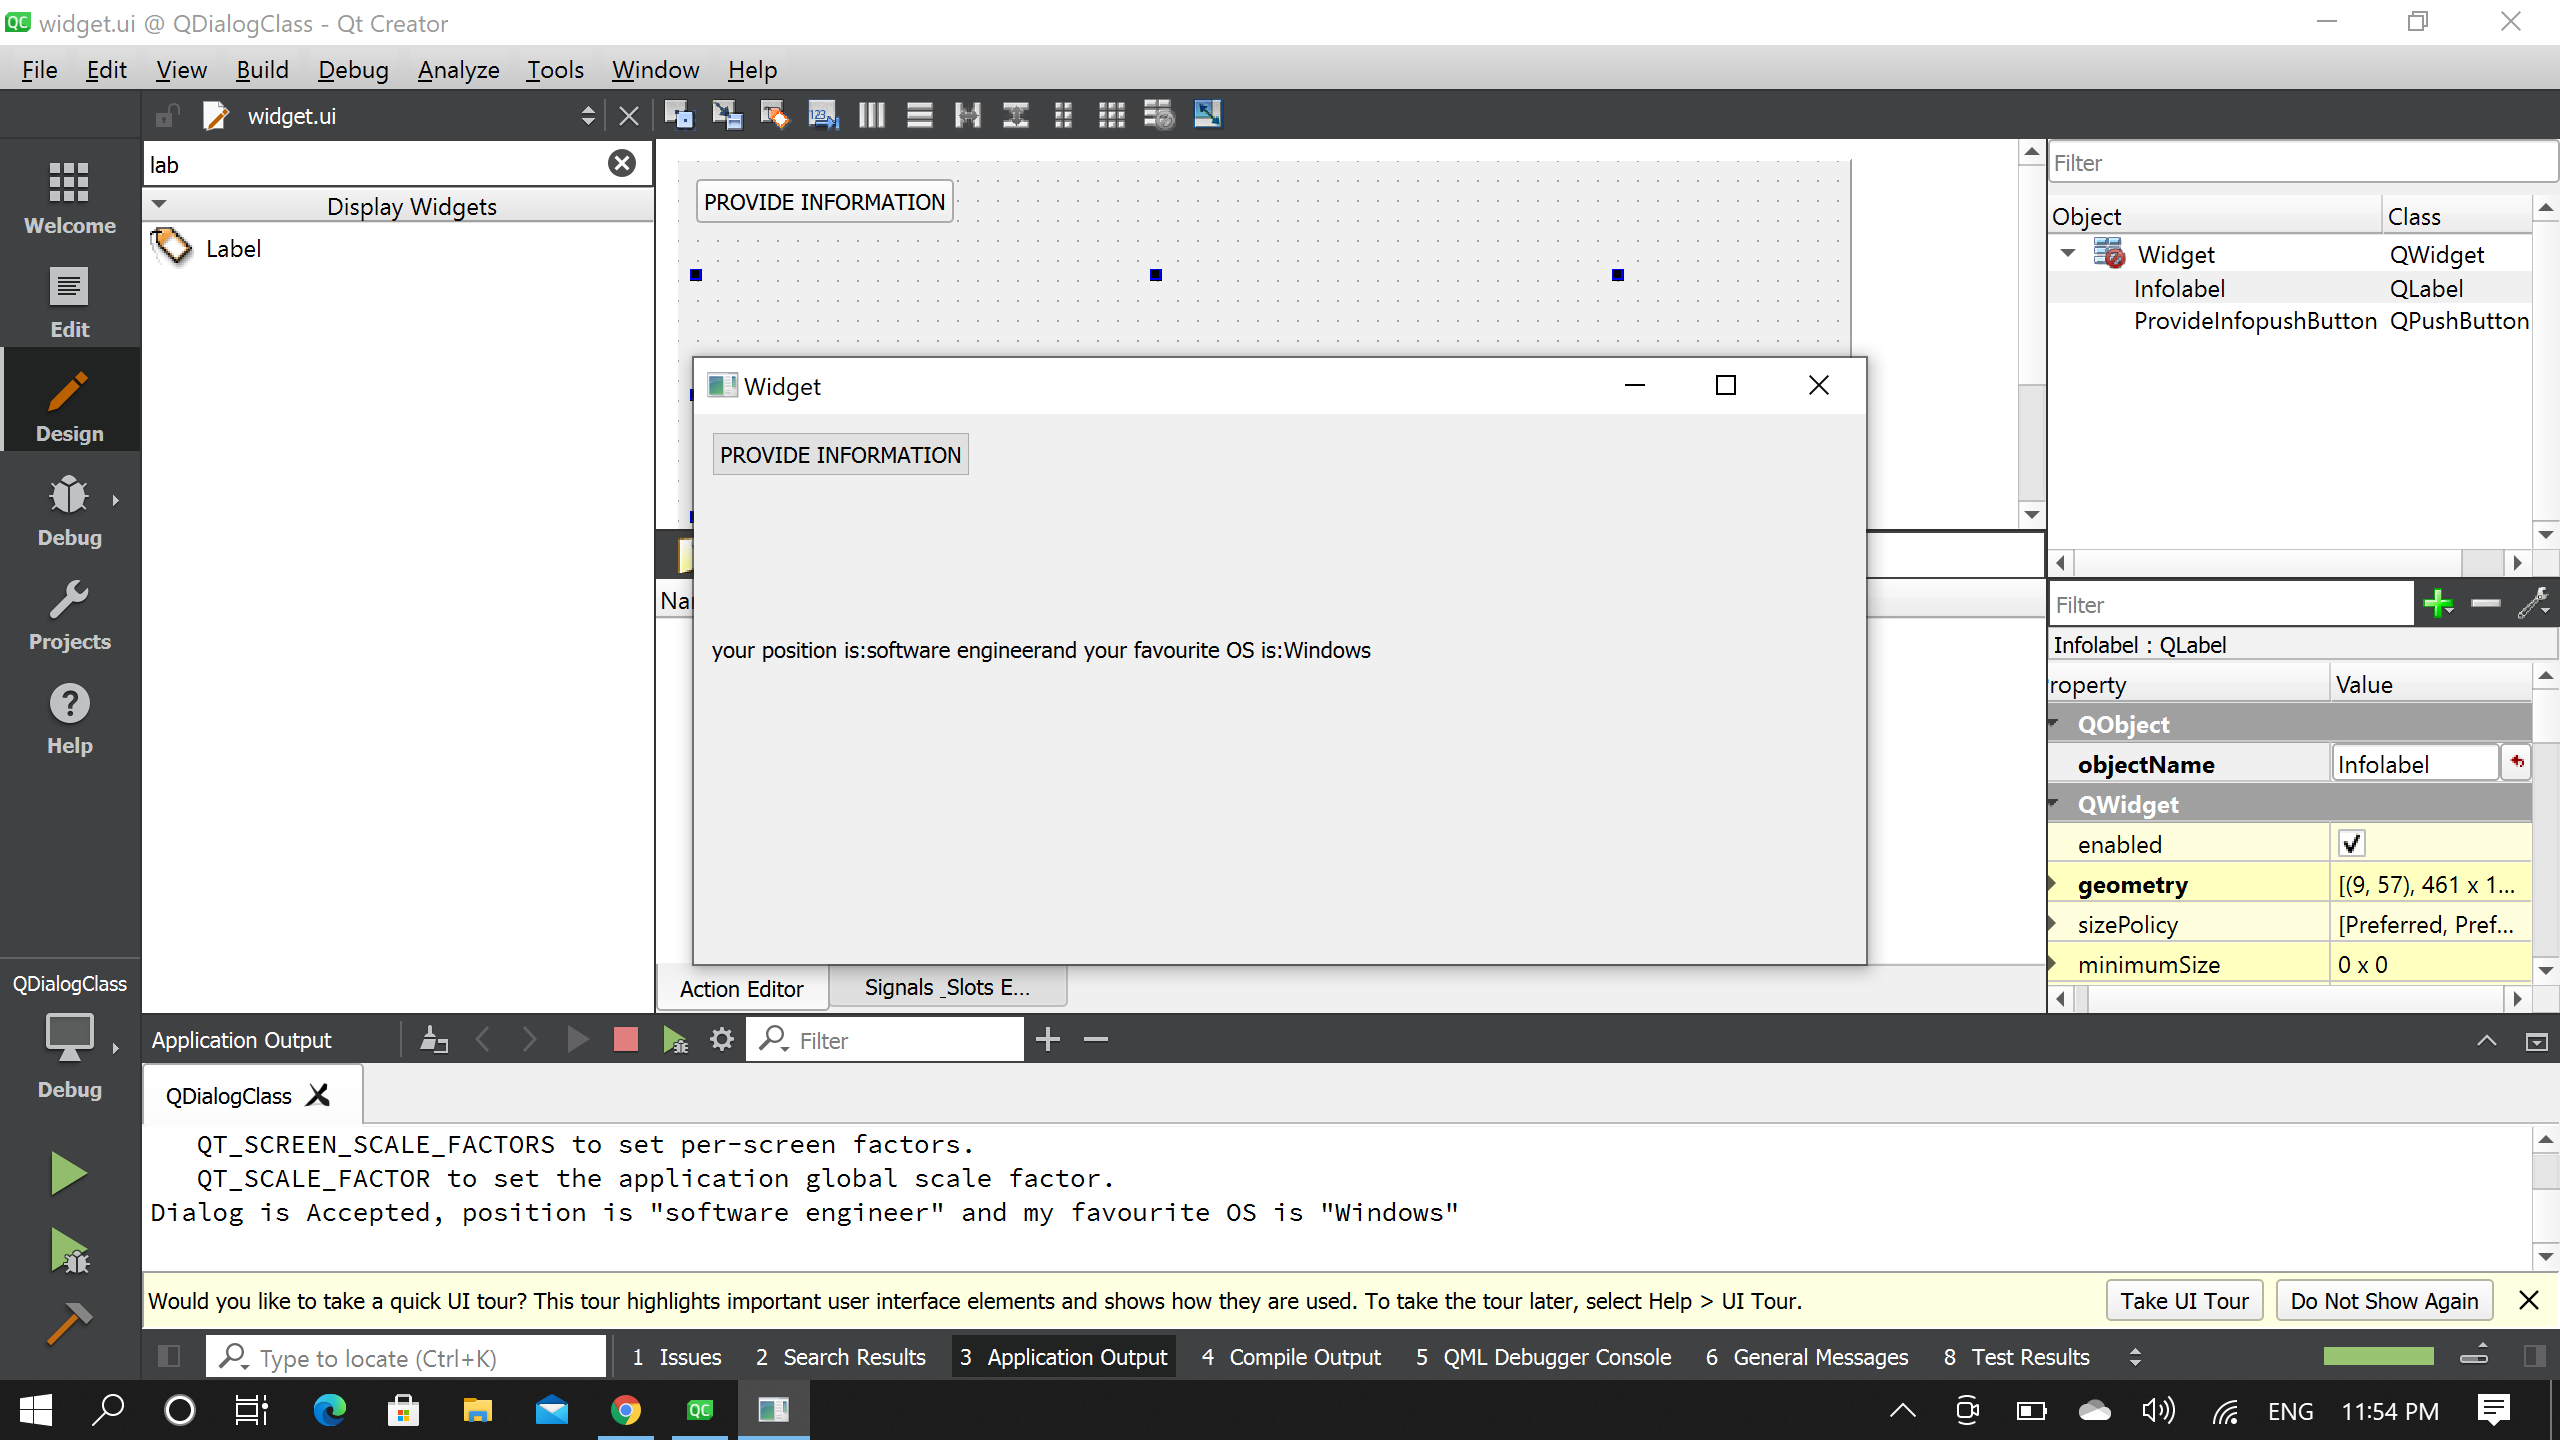 QC widget.ui @ QDialogClass - Qt Creator
File Edit View Build Debug Analyze Tools Window Help
widget.ui
lab
Display Widgets
Label
Welcome
Edit
Design
Debug
Projects
Help
QDialogClass
Debug
PROVIDE INFORMATION
Widget
PROVIDE INFORMATION
your position is:software engineerand your favourite OS is:Windows
Nar
Action Editor
Signals _Slots E...
Filter
Object Class
Widget QWidget
Infolabel QLabel
ProvideInfopushButton QPushButton
Filter
Infolabel : QLabel
roperty Value
QObject
objectName Infolabel
QWidget
enabled
geometry [(9, 57), 461 x 1...
sizePolicy [Preferred, Pref...
minimumSize 0 x 0
Application Output
Filter
QDialogClass
QT_SCREEN_SCALE_FACTORS to set per-screen factors.
QT_SCALE_FACTOR to set the application global scale factor.
Dialog is Accepted, position is "software engineer" and my favourite OS is "Windows"
Would you like to take a quick UI tour? This tour highlights important user interface elements and shows how they are used. To take the tour later, select Help > UI Tour.
Take UI Tour
Do Not Show Again
Type to locate (Ctrl+K)
1 Issues 2 Search Results 3 Application Output 4 Compile Output 5 QML Debugger Console 6 General Messages 8 Test Results
QC
ENG 11:54 PM